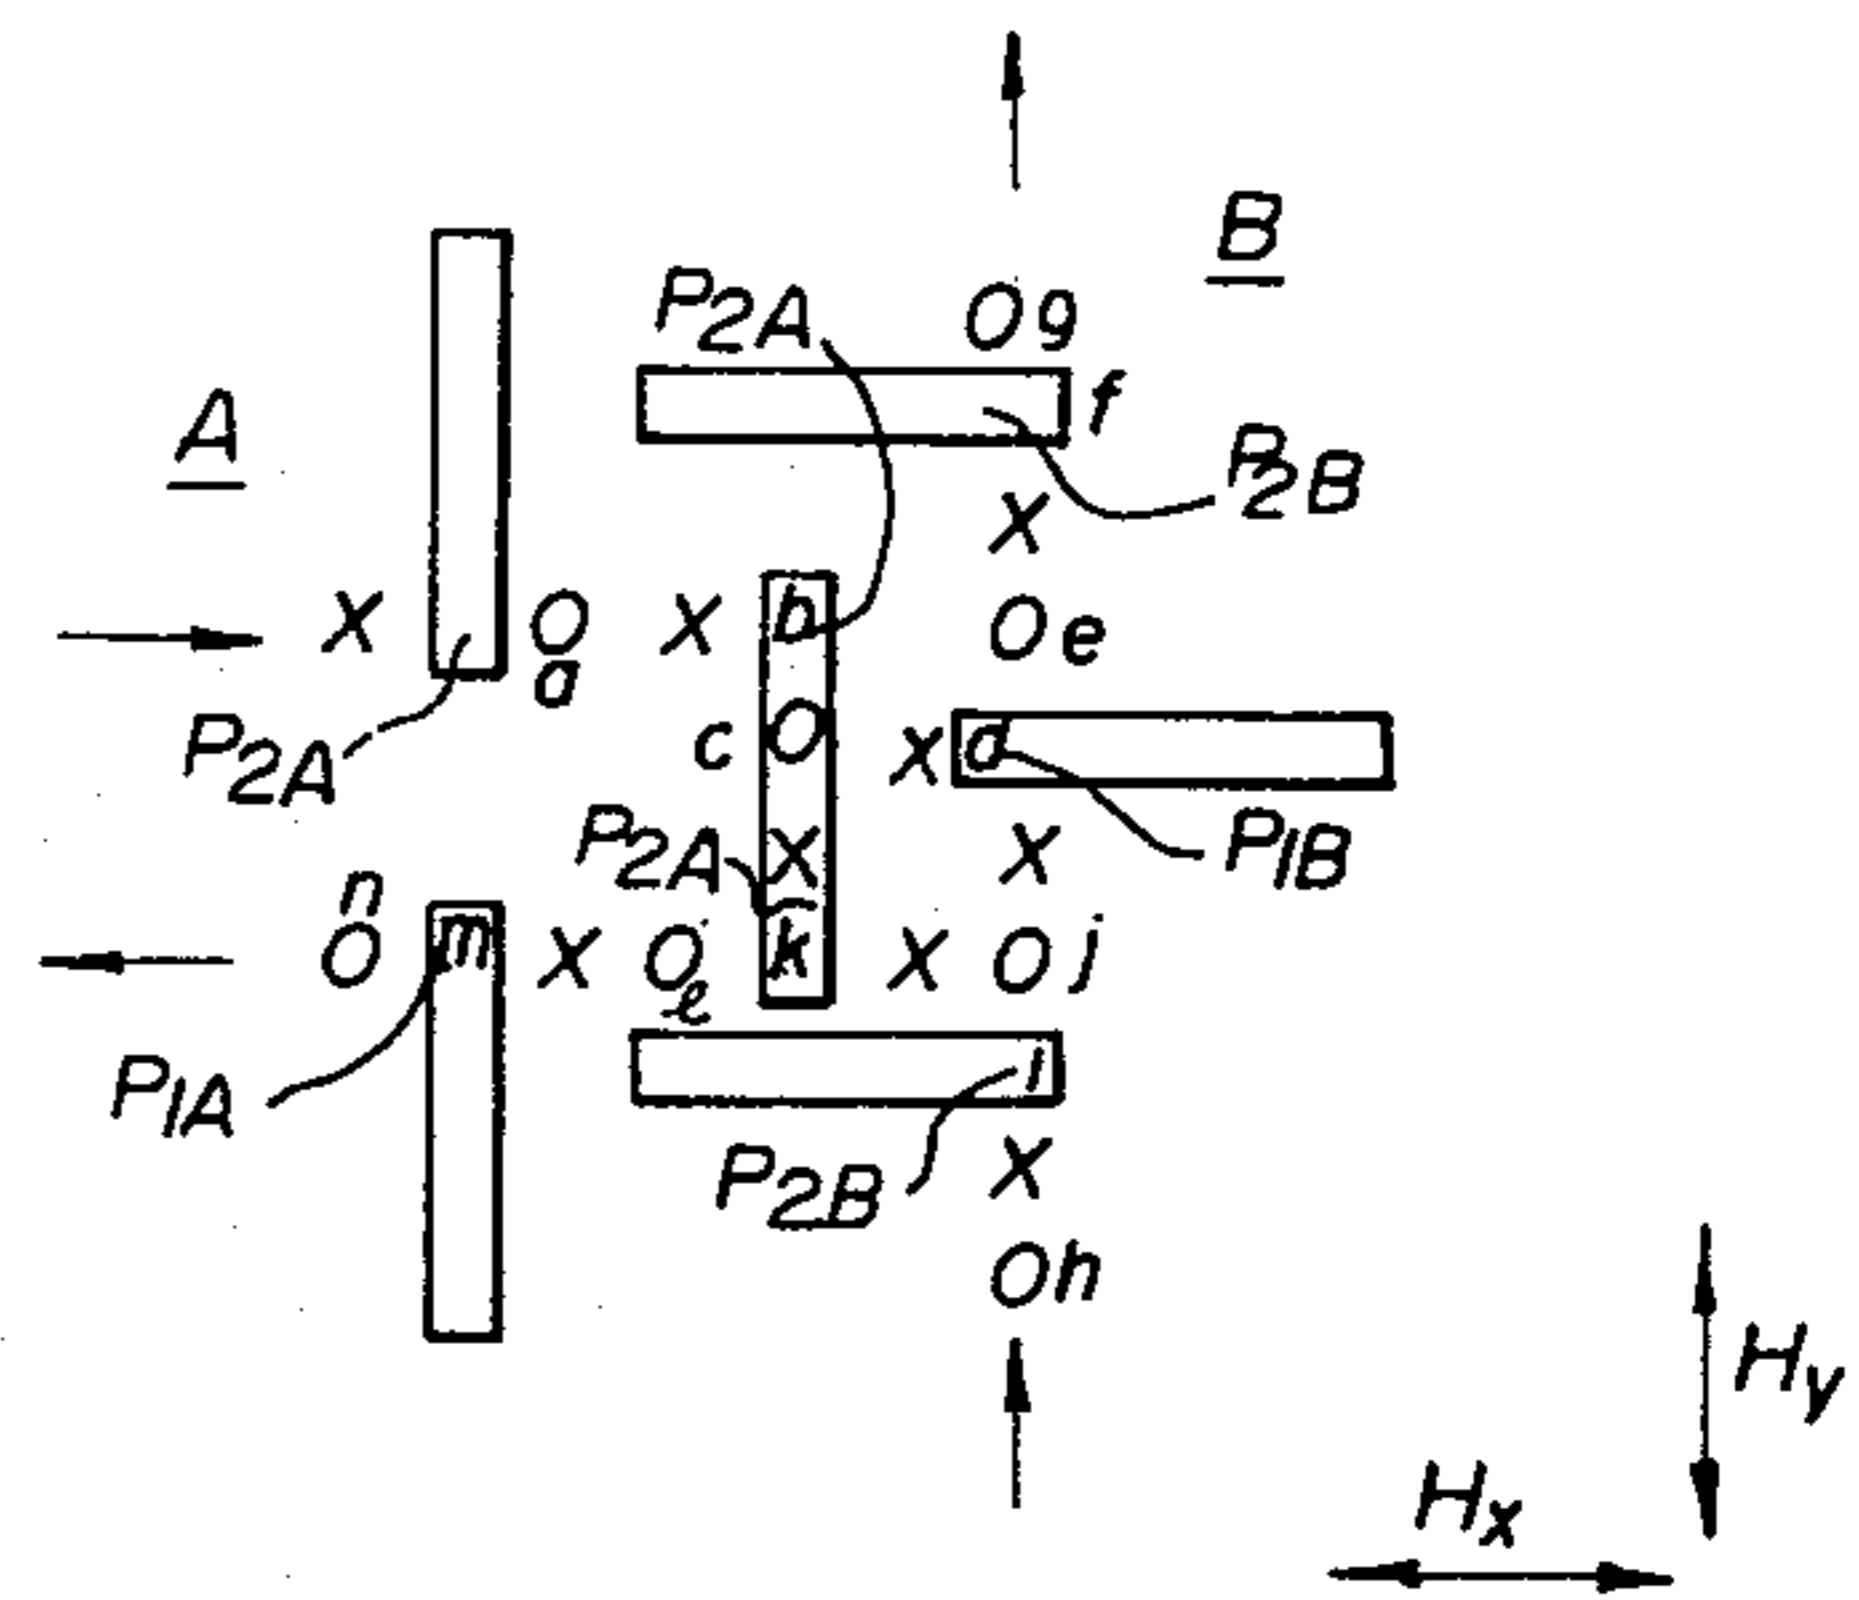 B
P2A
O g
A
f
P2B
X
X O X b O e
a
P2A
c O X d
P2A X X P1B
n
O m X O k X O j
l
P1A i
P2B X
O h
Hy
Hx